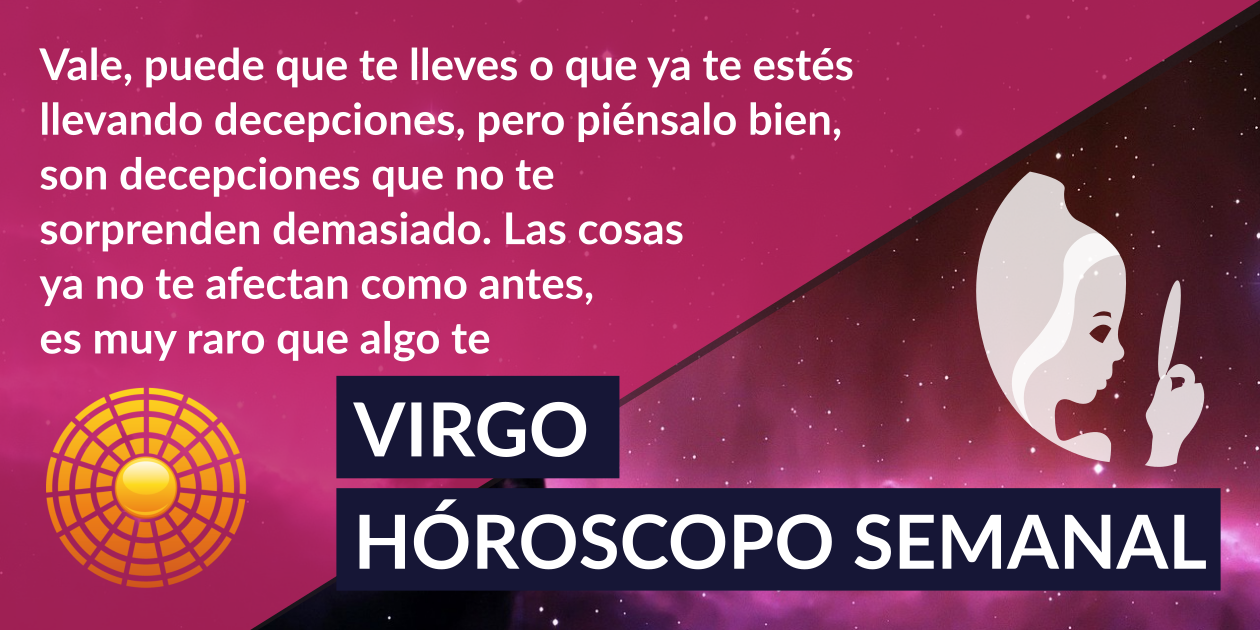 Vale, puede que te lleves o que ya te estés
llevando decepciones, pero piénsalo bien,
son decepciones que no te
sorprenden demasiado. Las cosas
ya no te afectan como antes,
es muy raro que algo te
VIRGO
HÓROSCOPO SEMANAL